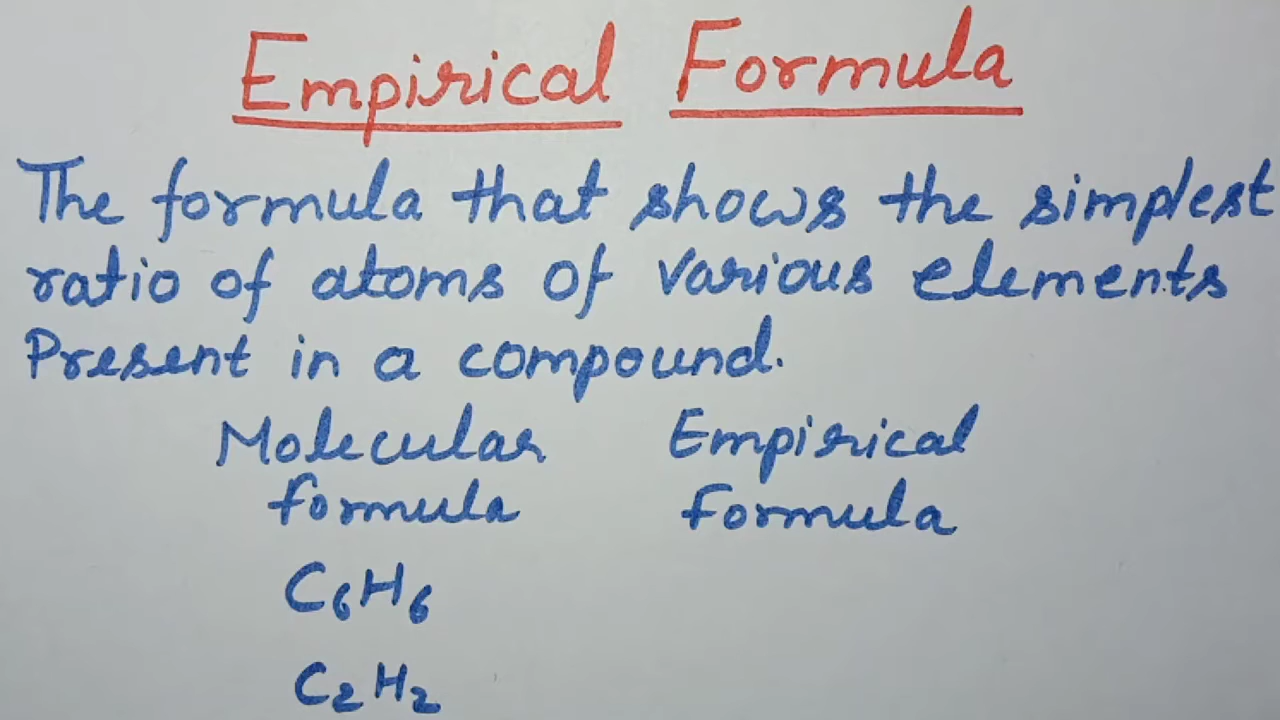 Empirical Formula
The formula that shows the simplest
ratio of atoms of various elements
Present in a compound.
Molecular Empirical
formula Formula
C₆H₆
C₂H₂